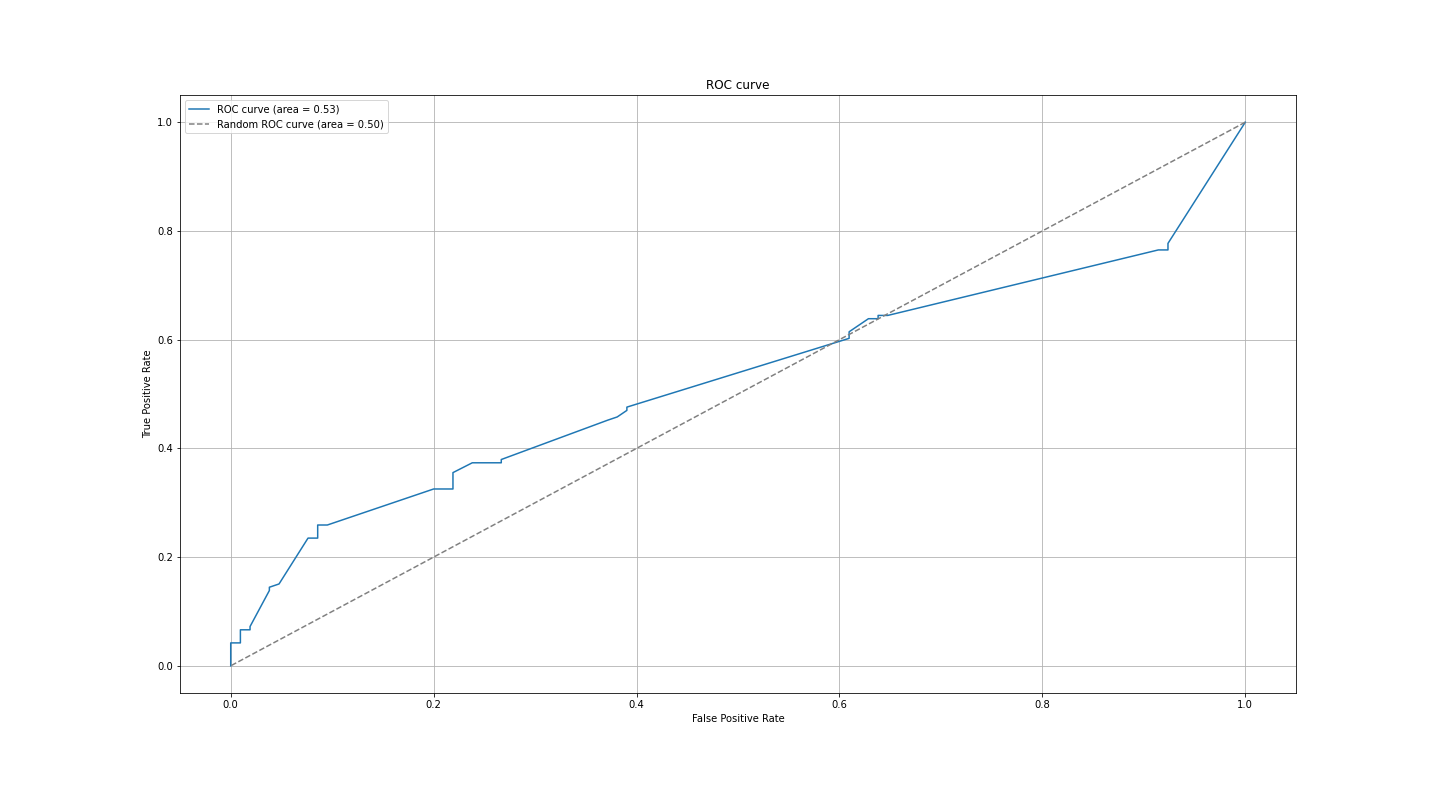 ROC curve
ROC curve (area = 0.53)
Random ROC curve (area = 0.50)
1.0
0.8
0.6
0.4
0.2
0.0
True Positive Rate
0.0 0.2 0.4 0.6 0.8 1.0
False Positive Rate